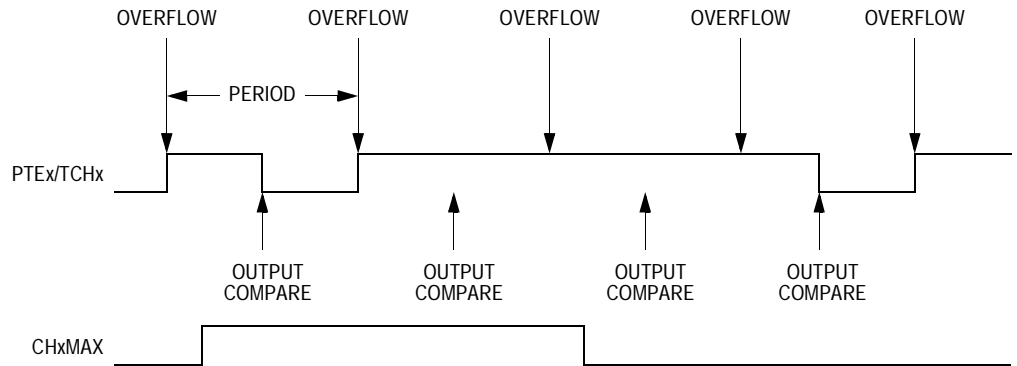 OVERFLOW OVERFLOW OVERFLOW OVERFLOW OVERFLOW
PERIOD
PTEx/TCHx
OUTPUT COMPARE
OUTPUT COMPARE
OUTPUT COMPARE
OUTPUT COMPARE
CHxMAX